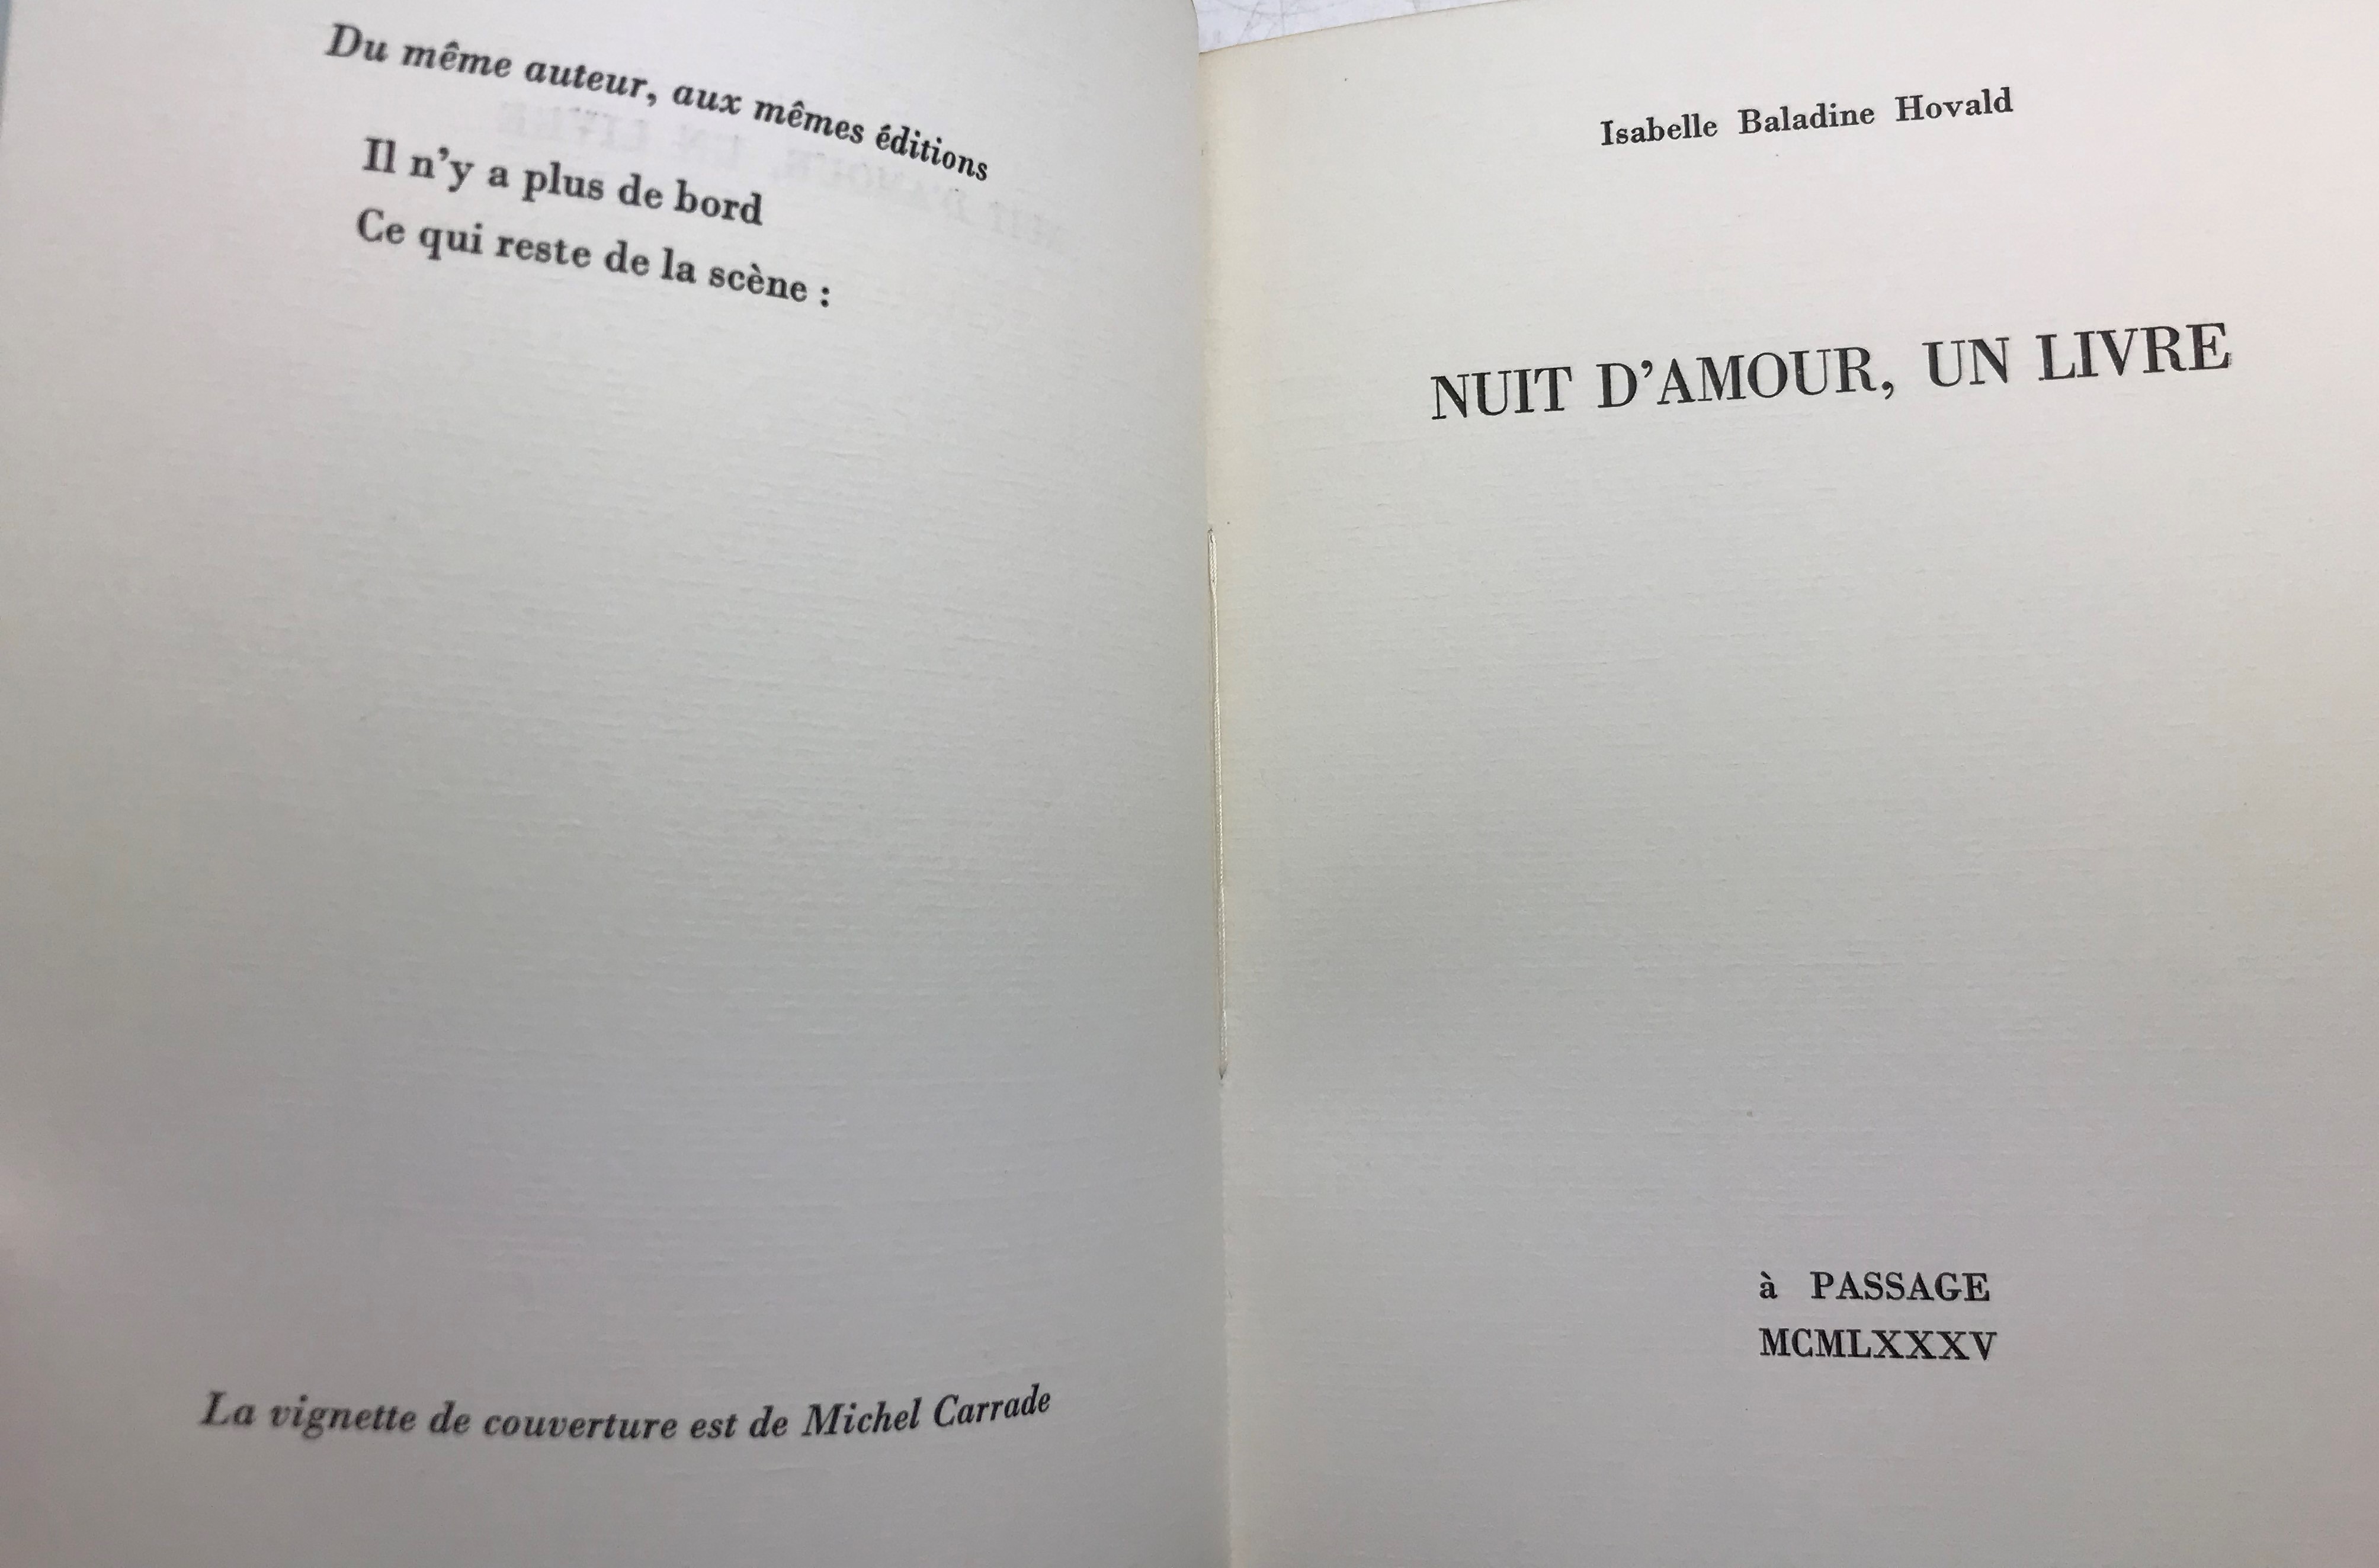 Du même auteur, aux mêmes éditions
Il n'y a plus de bord
Ce qui reste de la scène :
La vignette de couverture est de Michel Carrade
Isabelle Baladine Hovald
NUIT D'AMOUR, UN LIVRE
à PASSAGE
MCMLXXXV